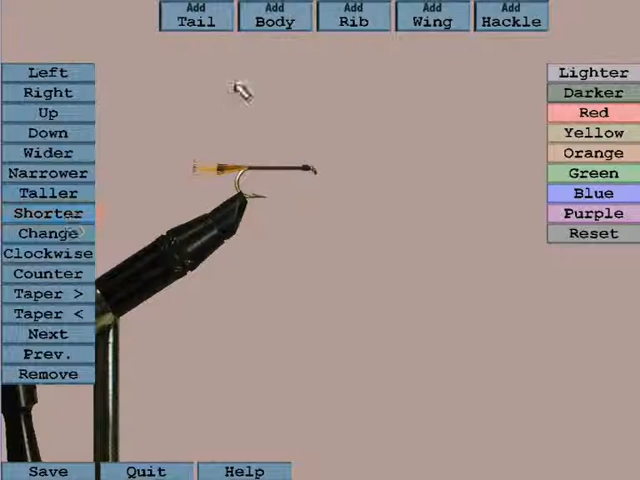 Add Add Add Add Add
Tail Body Rib Wing Hackle
Left
Right
Up
Down
Wider
Narrower
Taller
Shorter
Change
Clockwise
Counter
Taper >
Taper <
Next
Prev.
Remove
Lighter
Darker
Red
Yellow
Orange
Green
Blue
Purple
Reset
Save Quit Help